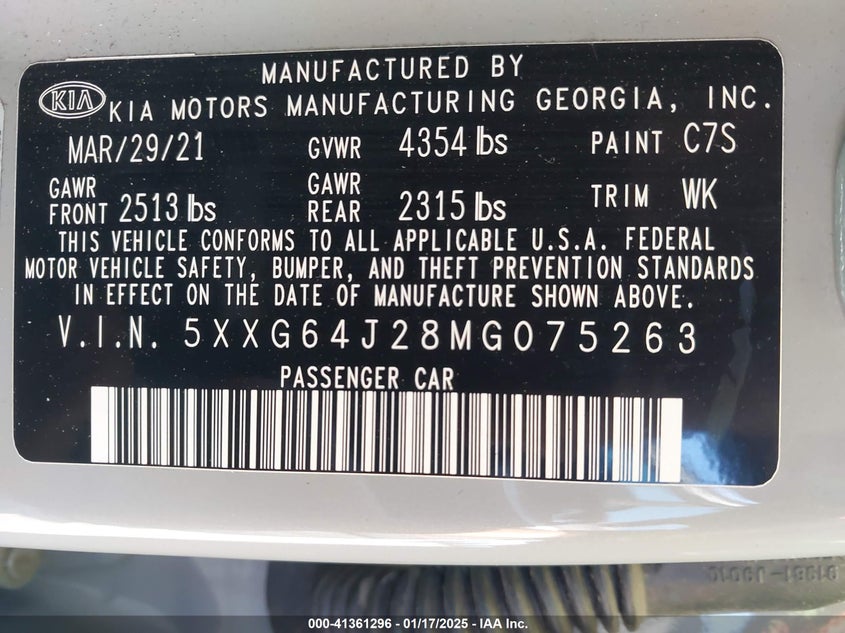 MANUFACTURED BY
KIA KIA MOTORS MANUFACTURING GEORGIA, INC.
MAR/29/21 GVWR 4354 lbs PAINT C7S
GAWR FRONT 2513 lbs GAWR REAR 2315 lbs TRIM WK
THIS VEHICLE CONFORMS TO ALL APPLICABLE U.S.A. FEDERAL
MOTOR VEHICLE SAFETY, BUMPER, AND THEFT PREVENTION STANDARDS
IN EFFECT ON THE DATE OF MANUFACTURE SHOWN ABOVE.
V.I.N. 5XXG64J28MG075263
PASSENGER CAR
000-41361296 - 01/17/2025 - IAA Inc.